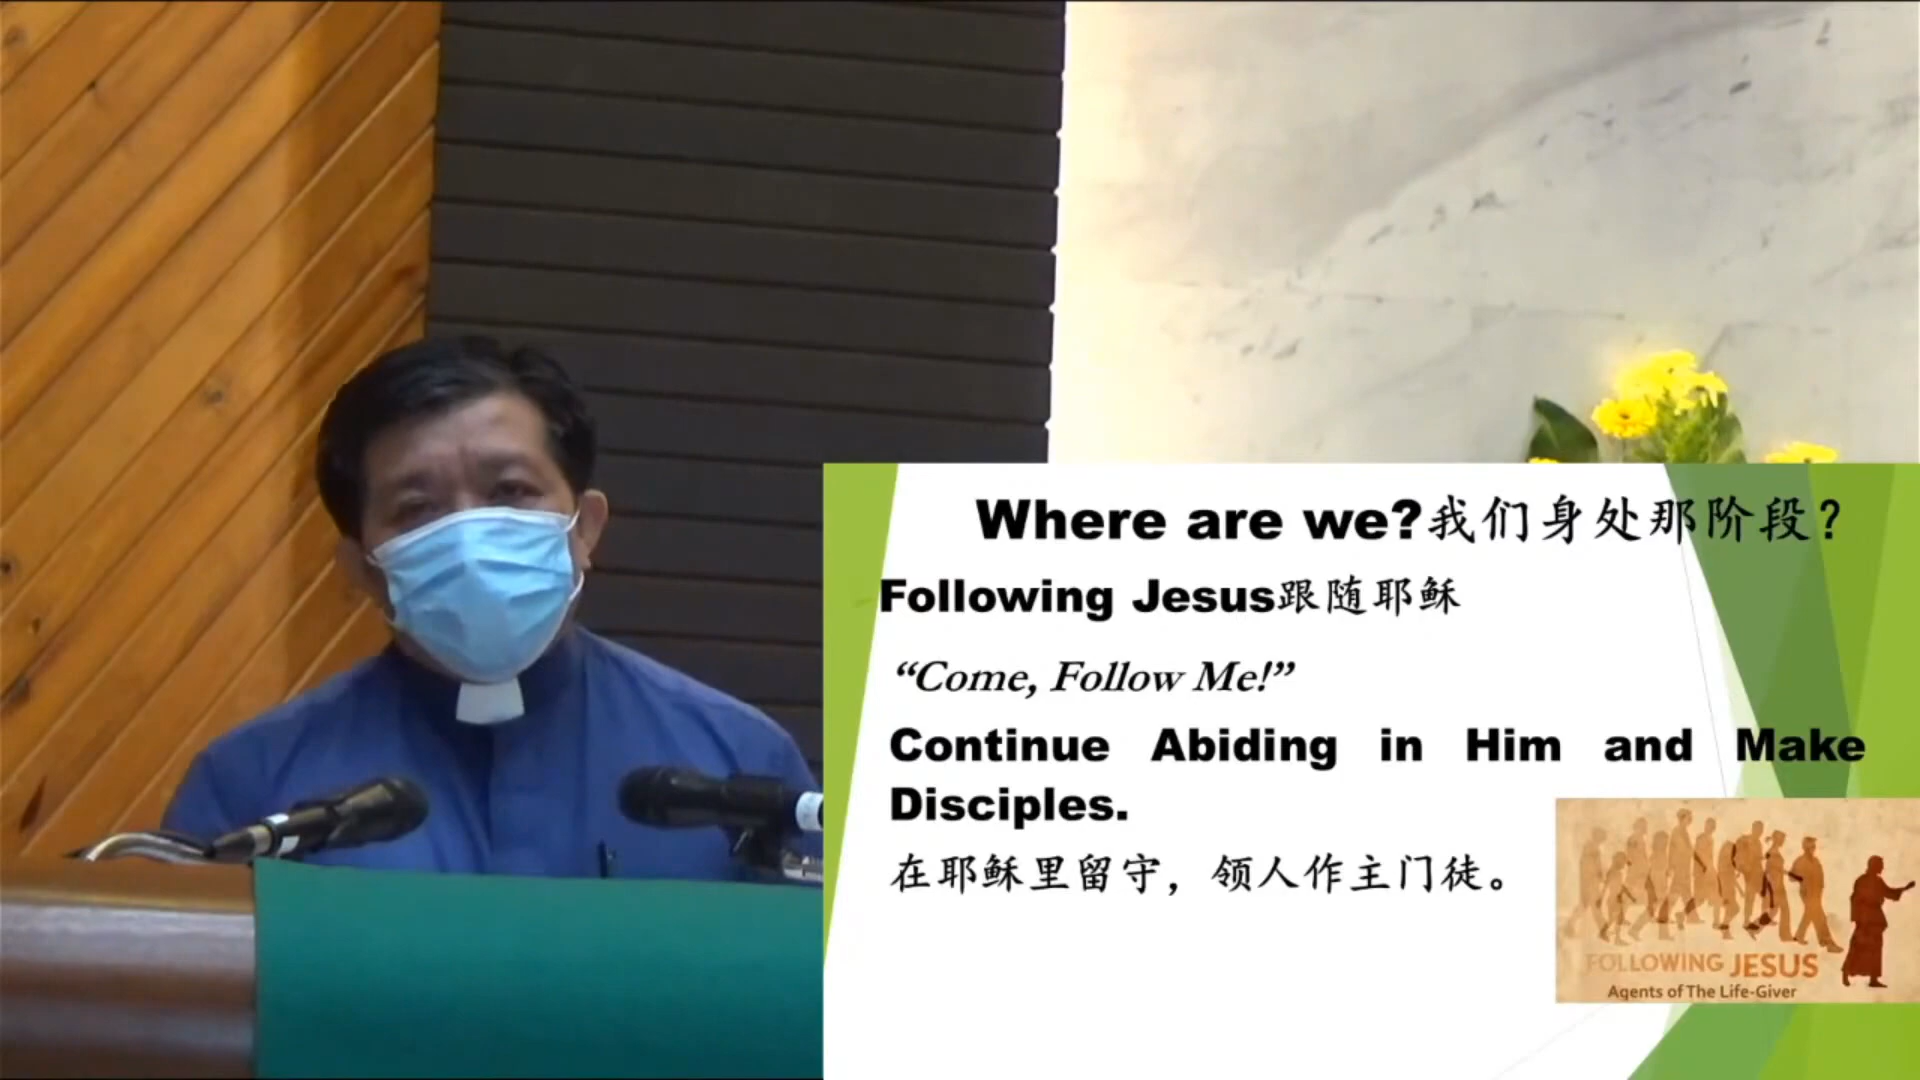 Where are we?我们身处那阶段?
Following Jesus跟随耶稣
“Come, Follow Me!”
Continue Abiding in Him and Make
Disciples.
在耶稣里留守，领人作主门徒。
FOLLOWING JESUS
Agents of The Life-Giver